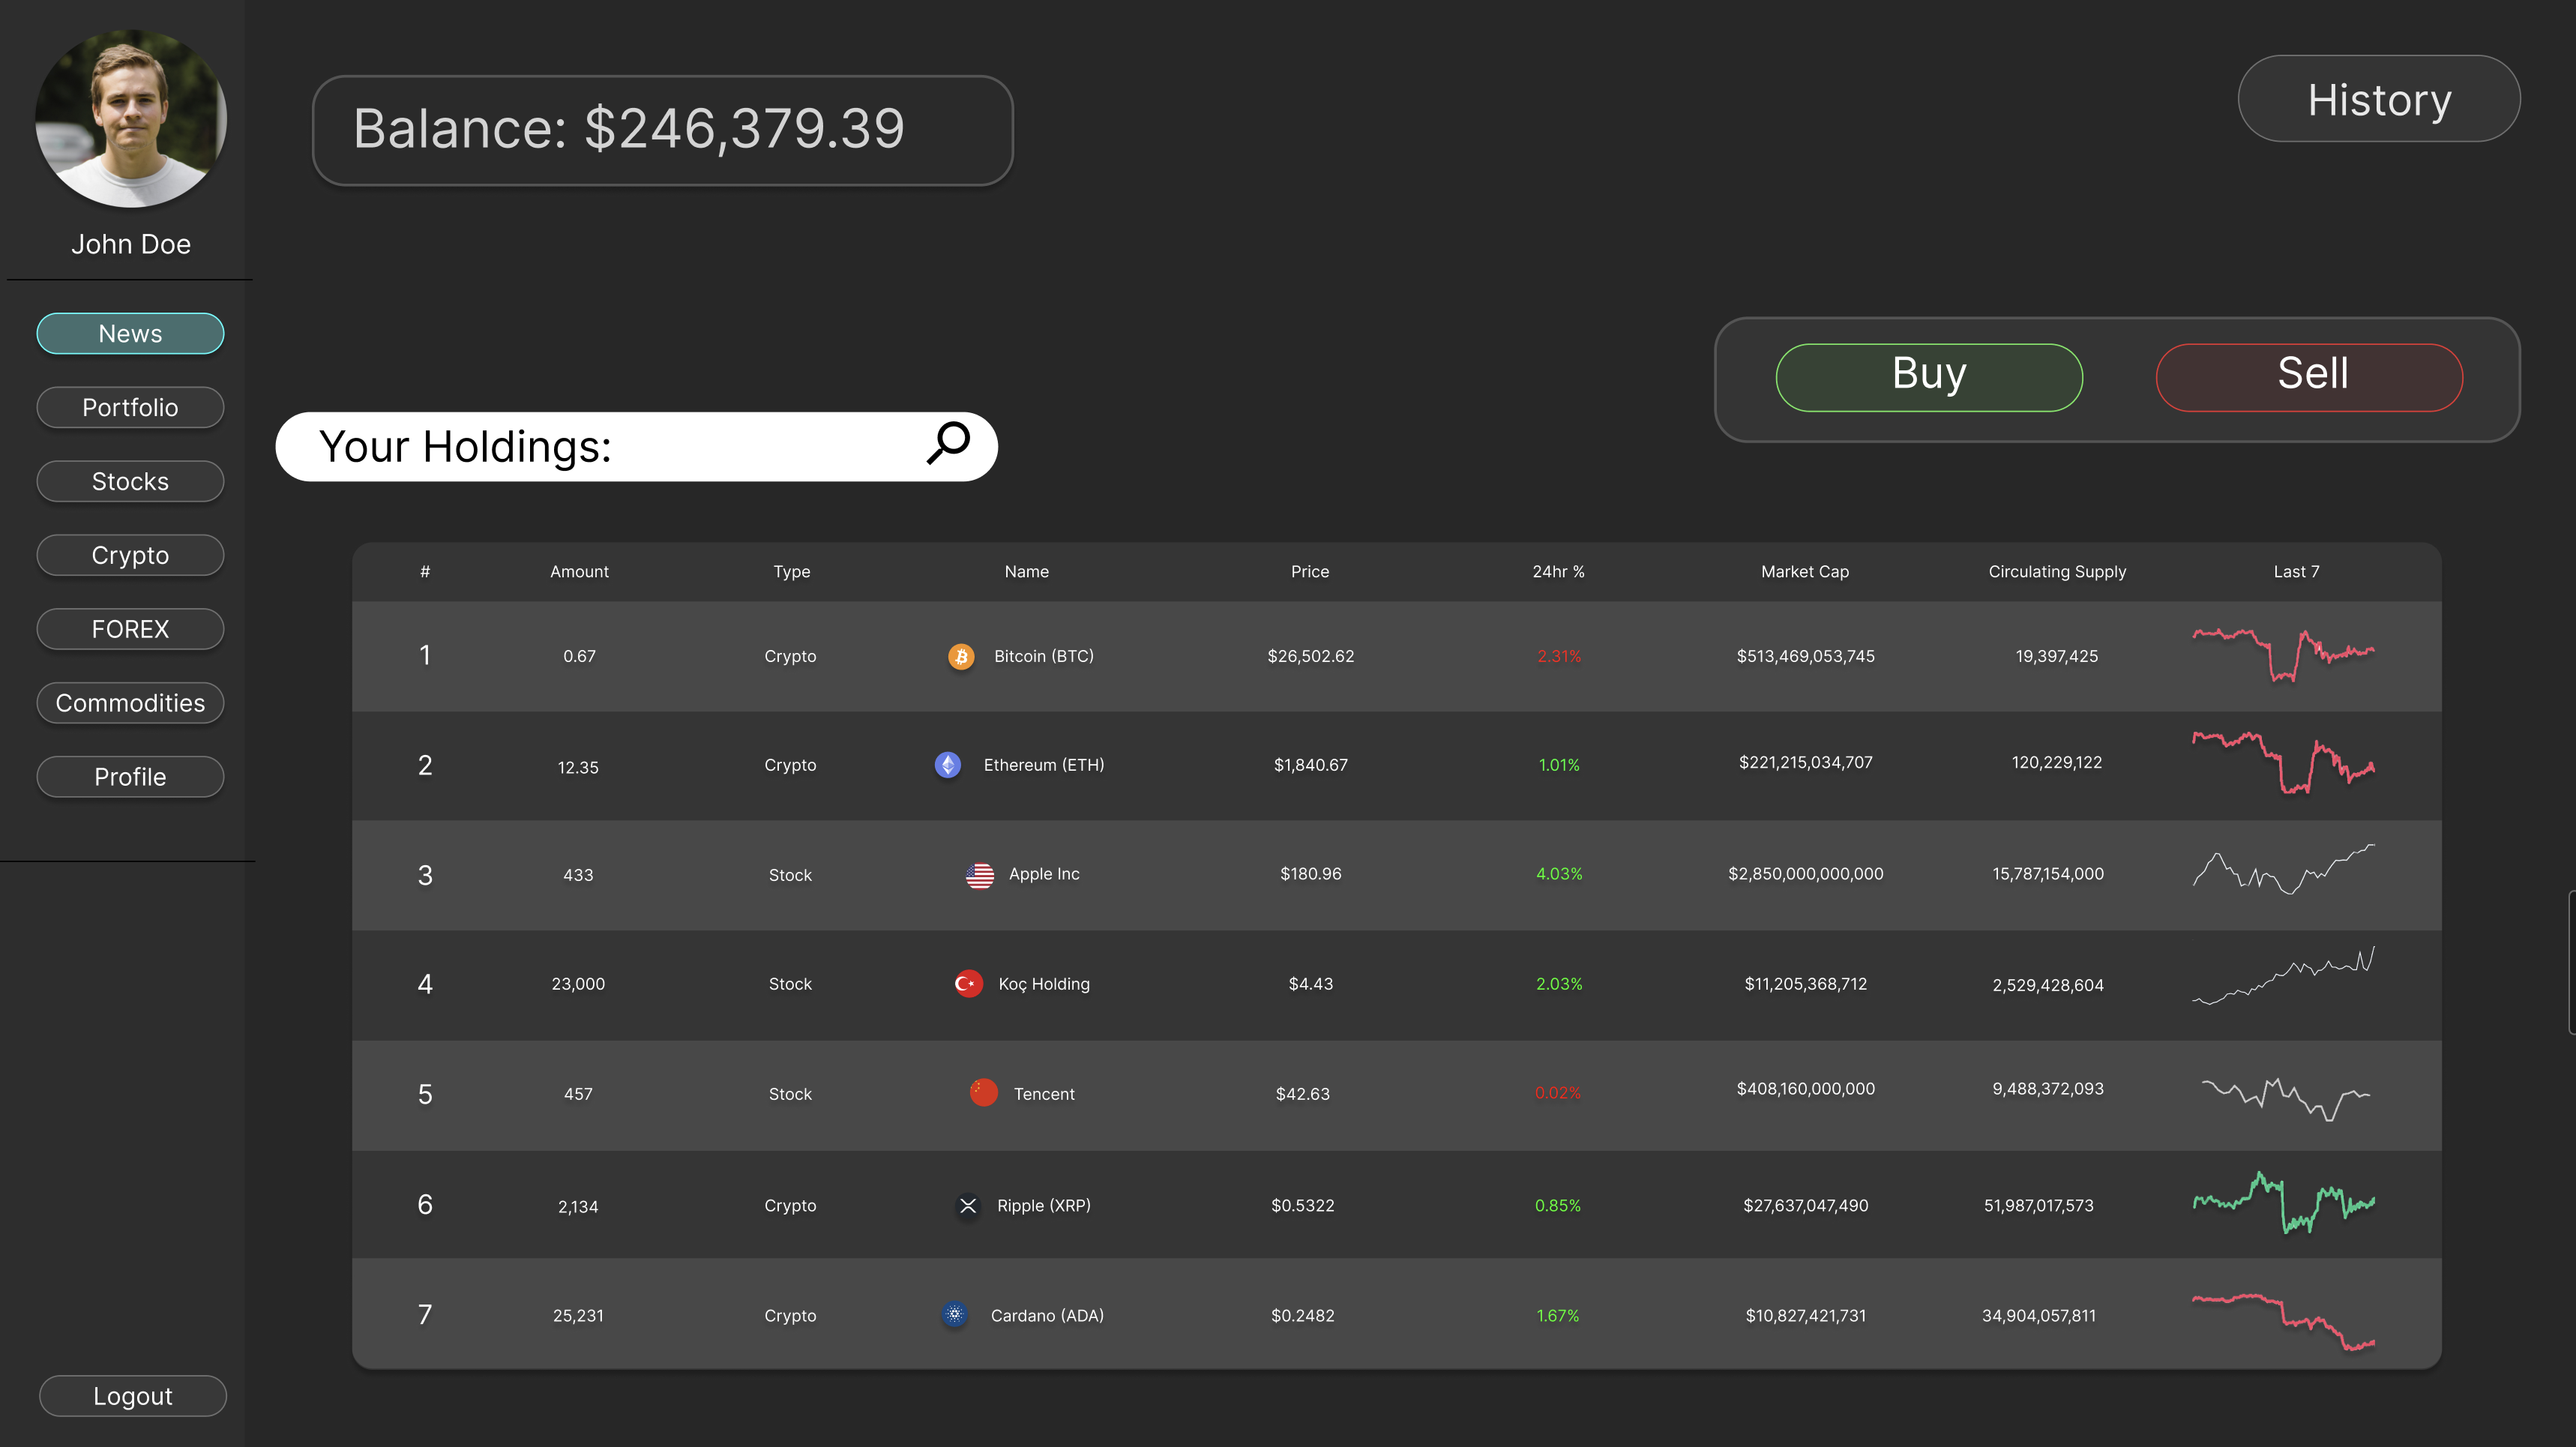 John Doe
News
Portfolio
Stocks
Crypto
FOREX
Commodities
Profile
Logout
Balance: $246,379.39
History
Buy Sell
Your Holdings:
# Amount Type Name Price 24hr % Market Cap Circulating Supply Last 7
1 0.67 Crypto Bitcoin (BTC) $26,502.62 2.31% $513,469,053,745 19,397,425
2 12.35 Crypto Ethereum (ETH) $1,840.67 1.01% $221,215,034,707 120,229,122
3 433 Stock Apple Inc $180.96 4.03% $2,850,000,000,000 15,787,154,000
4 23,000 Stock Koç Holding $4.43 2.03% $11,205,368,712 2,529,428,604
5 457 Stock Tencent $42.63 0.02% $408,160,000,000 9,488,372,093
6 2,134 Crypto Ripple (XRP) $0.5322 0.85% $27,637,047,490 51,987,017,573
7 25,231 Crypto Cardano (ADA) $0.2482 1.67% $10,827,421,731 34,904,057,811